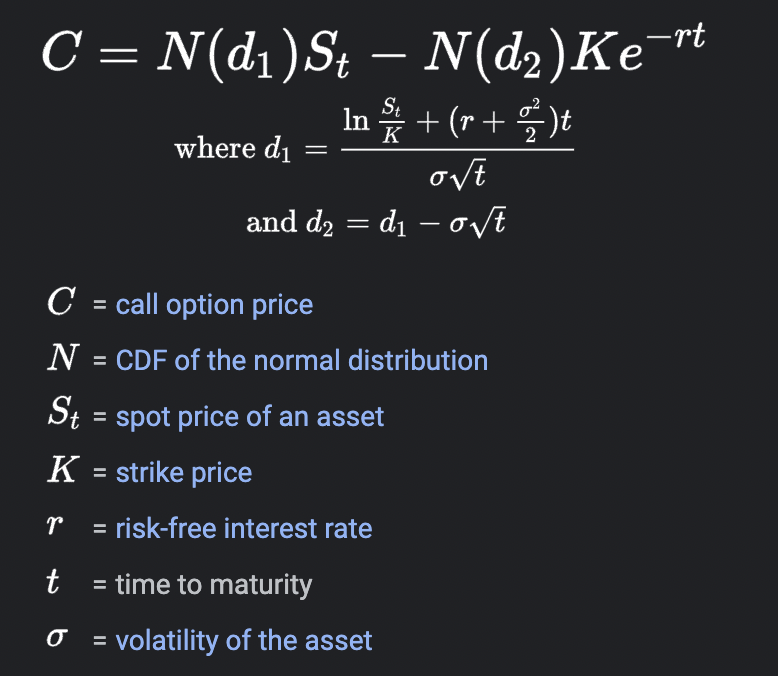 C = N(d₁)Sₜ − N(d₂)Ke⁻ʳᵗ
where d₁ = (ln Sₜ/K + (r + σ²/2)t) / (σ√t)
and d₂ = d₁ − σ√t
C = call option price
N = CDF of the normal distribution
Sₜ = spot price of an asset
K = strike price
r = risk-free interest rate
t = time to maturity
σ = volatility of the asset